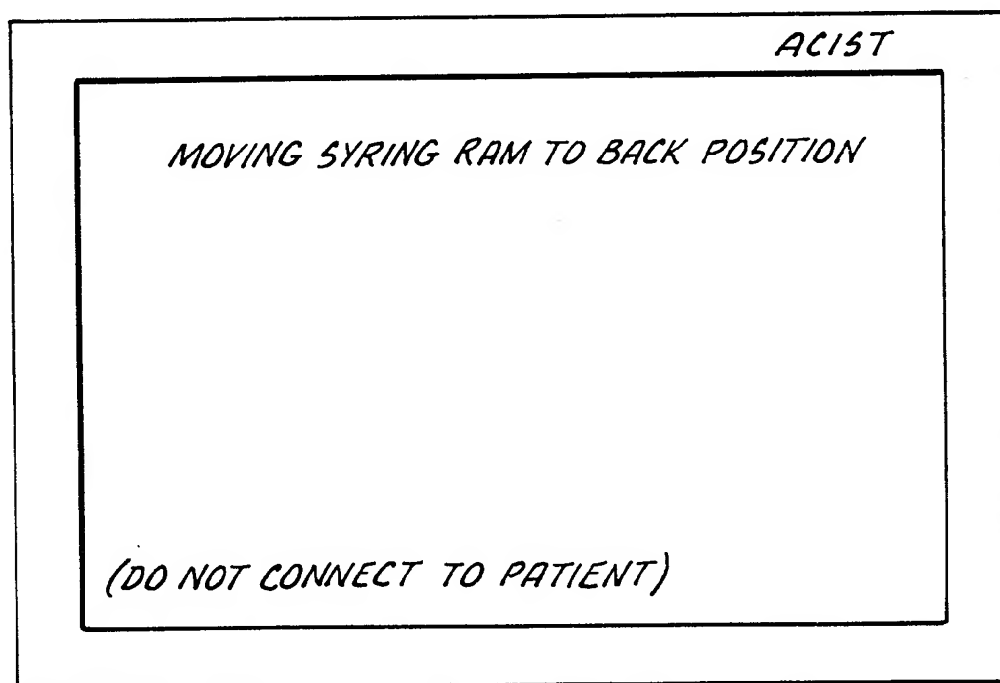 ACIST
MOVING SYRING RAM TO BACK POSITION
(DO NOT CONNECT TO PATIENT)